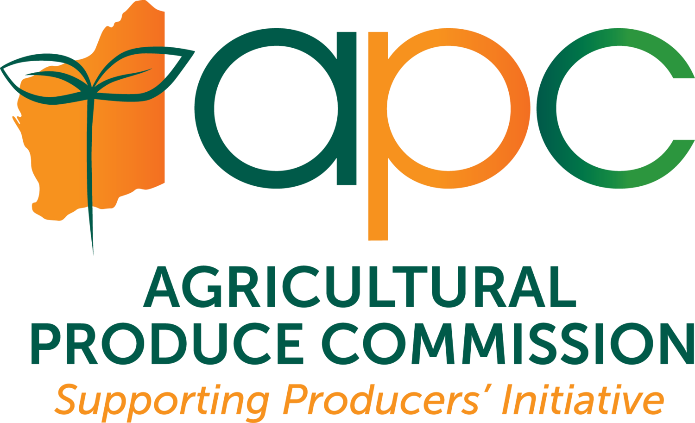 apc
AGRICULTURAL
PRODUCE COMMISSION
Supporting Producers' Initiative